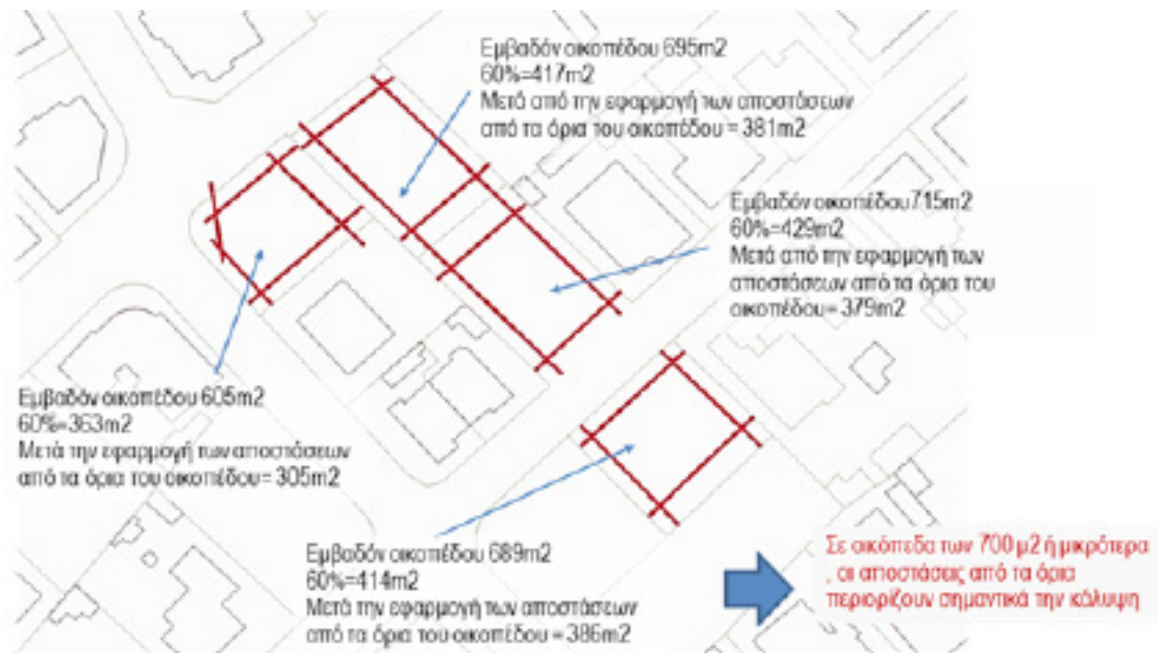 Εμβαδόν οικοπέδου 695m2
60%=417m2
Μετά από την εφαρμογή των αποστάσεων
από τα όρια του οικοπέδου = 381m2
Εμβαδόν οικοπέδου 715m2
60%=429m2
Μετά από την εφαρμογή των
αποστάσεων από τα όρια του
οικοπέδου= 379m2
Εμβαδόν οικοπέδου 605m2
60%=363m2
Μετά την εφαρμογή των αποστάσεων
από τα όρια του οικοπέδου = 305m2
Εμβαδόν οικοπέδου 689m2
60%=414m2
Μετά την εφαρμογή των αποστάσεων
από τα όρια του οικοπέδου = 386m2
Σε οικόπεδα των 700 μ2 ή μικρότερα
, οι αποστάσεις από τα όρια
περιορίζουν σημαντικά την κάλυψη